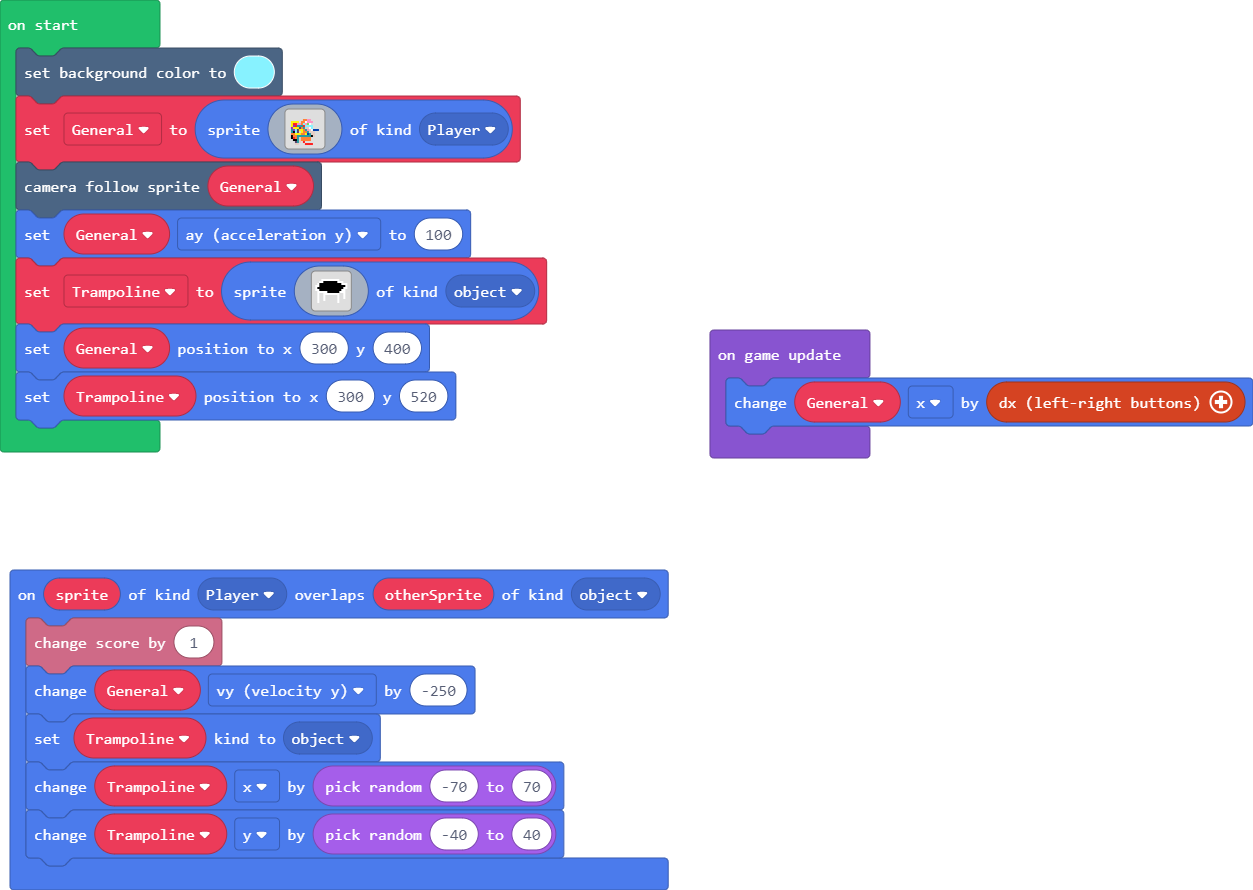 on start
set background color to
set General to sprite of kind Player
camera follow sprite General
set General ay (acceleration y) to 100
set Trampoline to sprite of kind object
set General position to x 300 y 400
set Trampoline position to x 300 y 520
on game update
change General x by dx (left-right buttons)
on sprite of kind Player overlaps otherSprite of kind object
change score by 1
change General vy (velocity y) by -250
set Trampoline kind to object
change Trampoline x by pick random -70 to 70
change Trampoline y by pick random -40 to 40